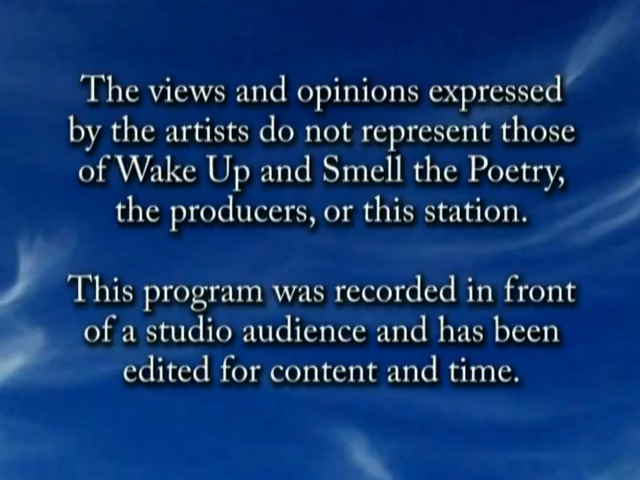 The views and opinions expressed
by the artists do not represent those
of Wake Up and Smell the Poetry,
the producers, or this station.
This program was recorded in front
of a studio audience and has been
edited for content and time.